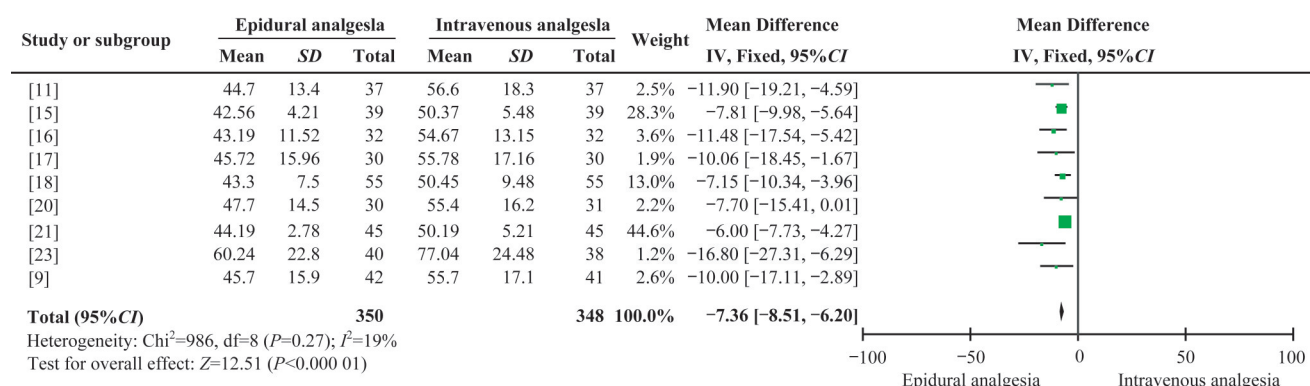 Study or subgroup Epidural analgesla Intravenous analgesla Weight Mean Difference Mean Difference
Mean SD Total Mean SD Total IV, Fixed, 95%CI IV, Fixed, 95%CI
[11] 44.7 13.4 37 56.6 18.3 37 2.5% −11.90 [−19.21, −4.59]
[15] 42.56 4.21 39 50.37 5.48 39 28.3% −7.81 [−9.98, −5.64]
[16] 43.19 11.52 32 54.67 13.15 32 3.6% −11.48 [−17.54, −5.42]
[17] 45.72 15.96 30 55.78 17.16 30 1.9% −10.06 [−18.45, −1.67]
[18] 43.3 7.5 55 50.45 9.48 55 13.0% −7.15 [−10.34, −3.96]
[20] 47.7 14.5 30 55.4 16.2 31 2.2% −7.70 [−15.41, 0.01]
[21] 44.19 2.78 45 50.19 5.21 45 44.6% −6.00 [−7.73, −4.27]
[23] 60.24 22.8 40 77.04 24.48 38 1.2% −16.80 [−27.31, −6.29]
[9] 45.7 15.9 42 55.7 17.1 41 2.6% −10.00 [−17.11, −2.89]
Total (95%CI) 350 348 100.0% −7.36 [−8.51, −6.20]
Heterogeneity: Chi²=986, df=8 (P=0.27); I²=19%
Test for overall effect: Z=12.51 (P<0.000 01)
−100 −50 0 50 100
Epidural analgesia Intravenous analgesia